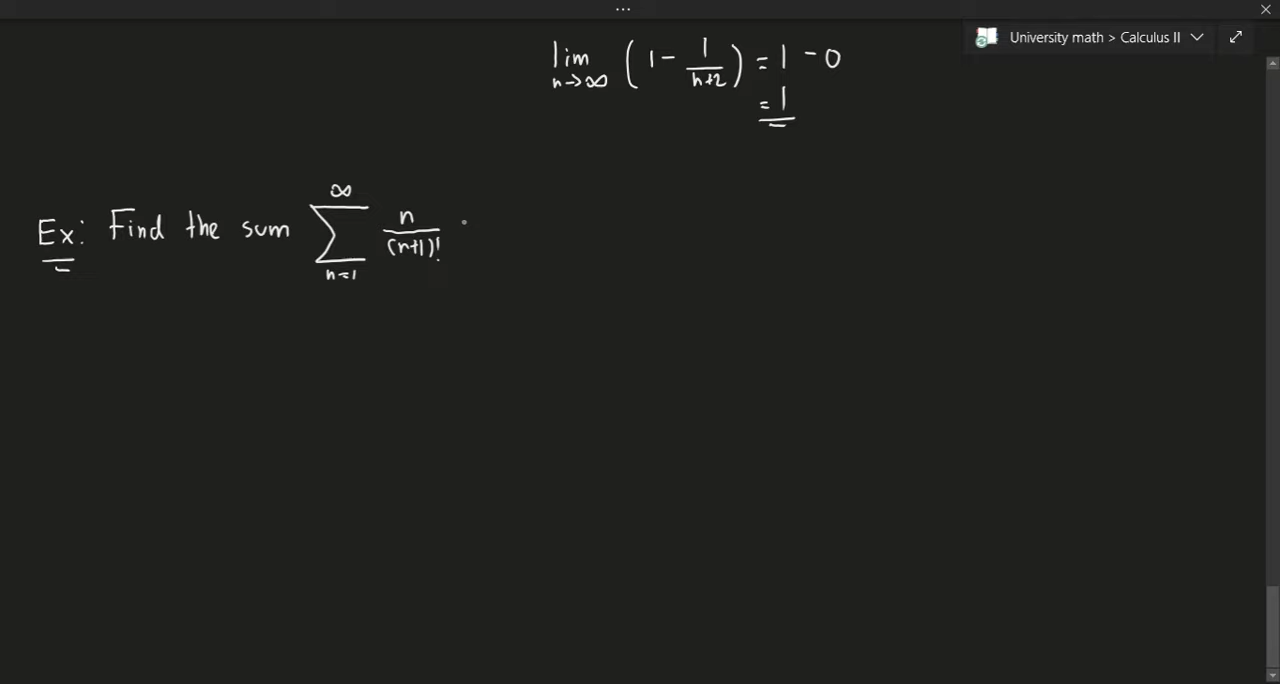 ...
University math > Calculus II
lim n→∞ (1 - 1/(n+2)) = 1 - 0
= 1
Ex: Find the sum ∑ n=1 ∞ n/(n+1)! .